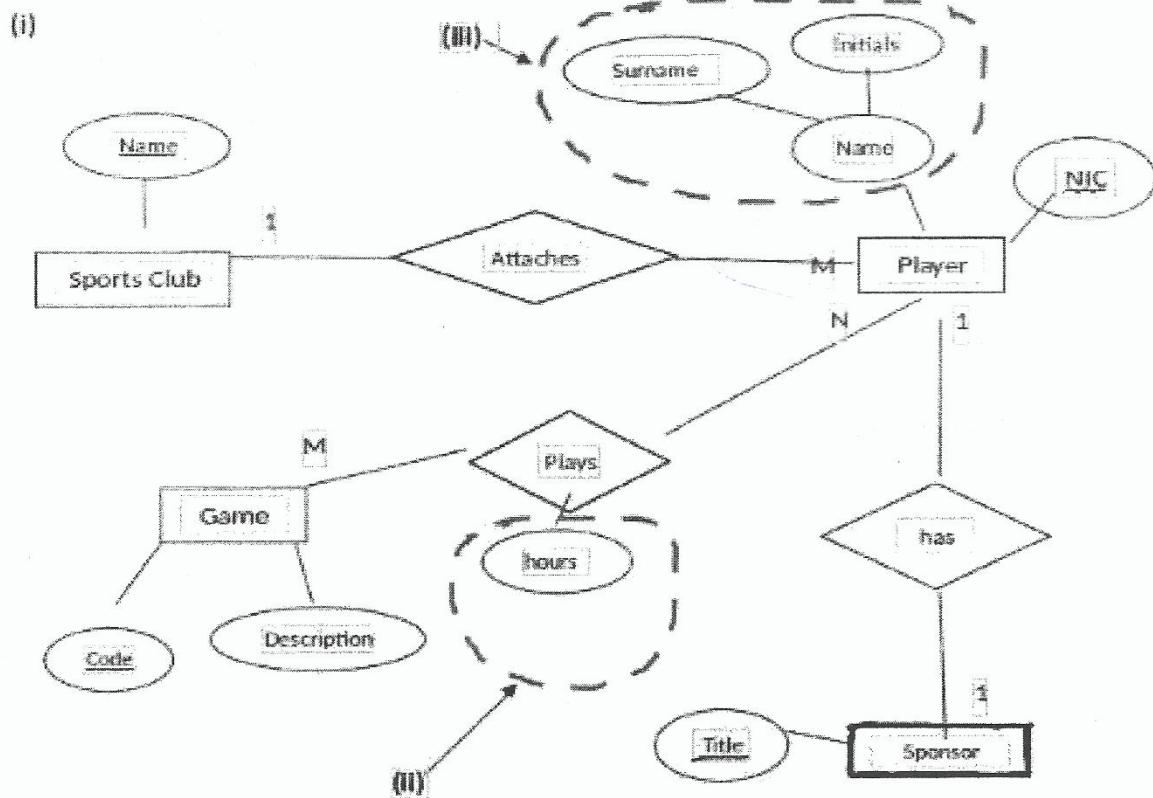 (i)
(iii)
Initials
Surname
Name
Name
NIC
1
Attaches
M
Sports Club
Player
N
1
M
Plays
Game
has
hours
Code
Description
1
Title
Sponsor
(ii)